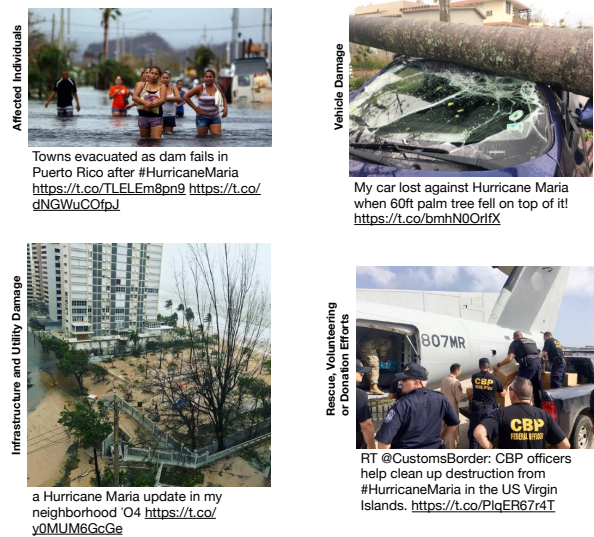 Affected Individuals
Towns evacuated as dam fails in
Puerto Rico after #HurricaneMaria
https://t.co/TLELEm8pn9 https://t.co/
dNGWuCOfpJ
Vehicle Damage
My car lost against Hurricane Maria
when 60ft palm tree fell on top of it!
https://t.co/bmhN0OrIfX
Infrastructure and Utility Damage
a Hurricane Maria update in my
neighborhood 'O4 https://t.co/
y0MUM6GcGe
Rescue, Volunteering
or Donation Efforts
807MR
CBP
CBP
FEDERAL OFFICER
RT @CustomsBorder: CBP officers
help clean up destruction from
#HurricaneMaria in the US Virgin
Islands. https://t.co/PlqER67r4T